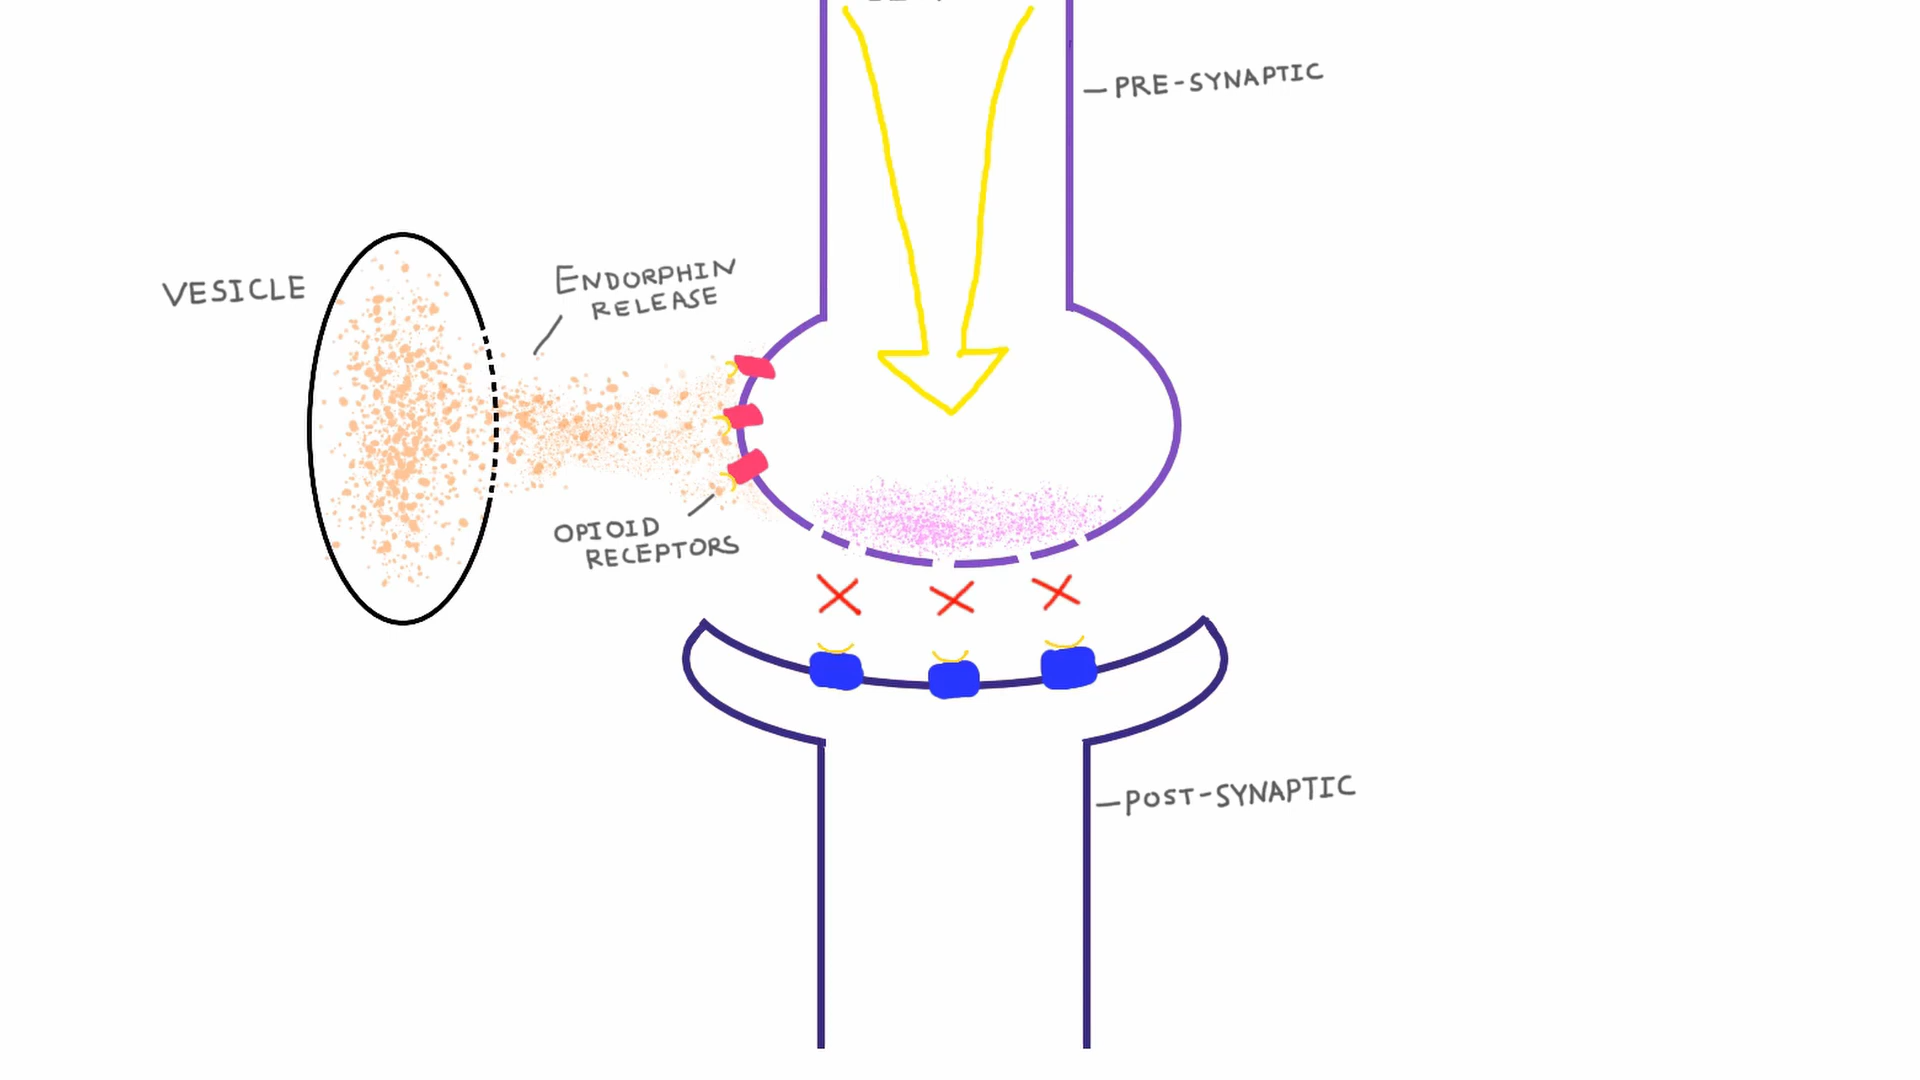 PRE-SYNAPTIC
VESICLE
ENDORPHIN
RELEASE
OPIOID
RECEPTORS
POST-SYNAPTIC